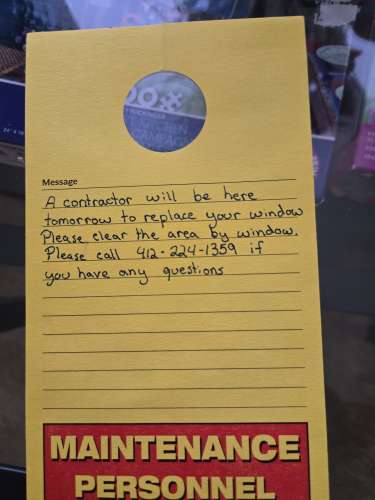 Message
A contractor will be here
tomorrow to replace your window
Please clear the area by window.
Please call 412-224-1359 if
you have any questions
MAINTENANCE
PERSONNEL